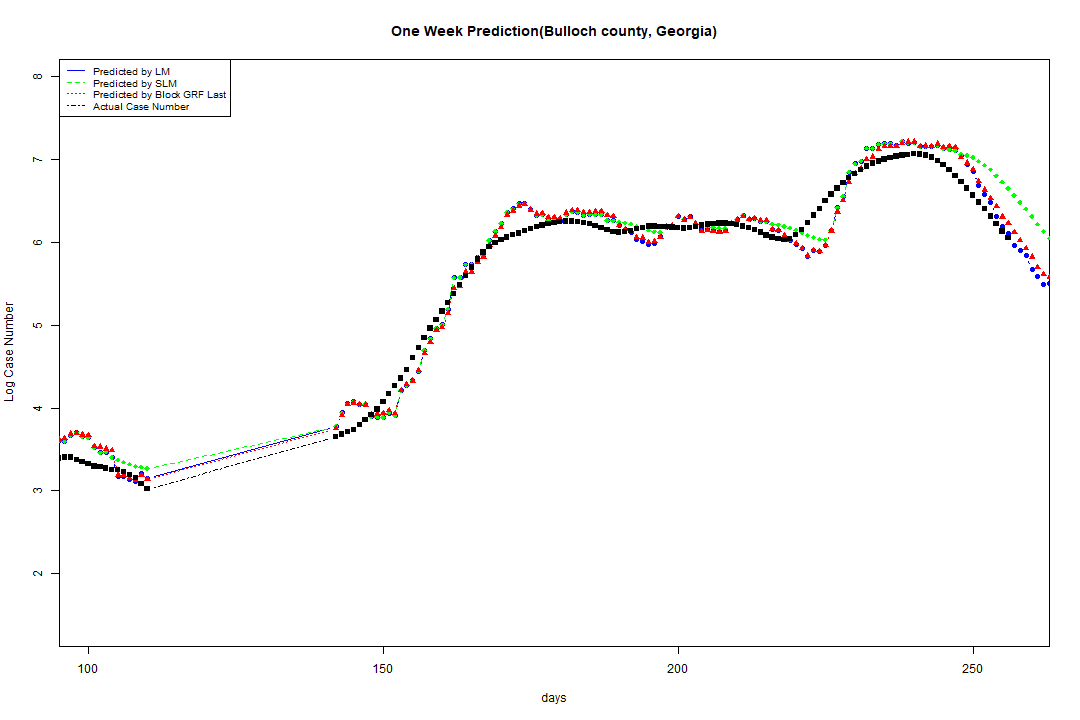 One Week Prediction(Bulloch county, Georgia)
Predicted by LM
Predicted by SLM
Predicted by Block GRF Last
Actual Case Number
8
7
6
5
4
3
2
Log Case Number
100 150 200 250
days